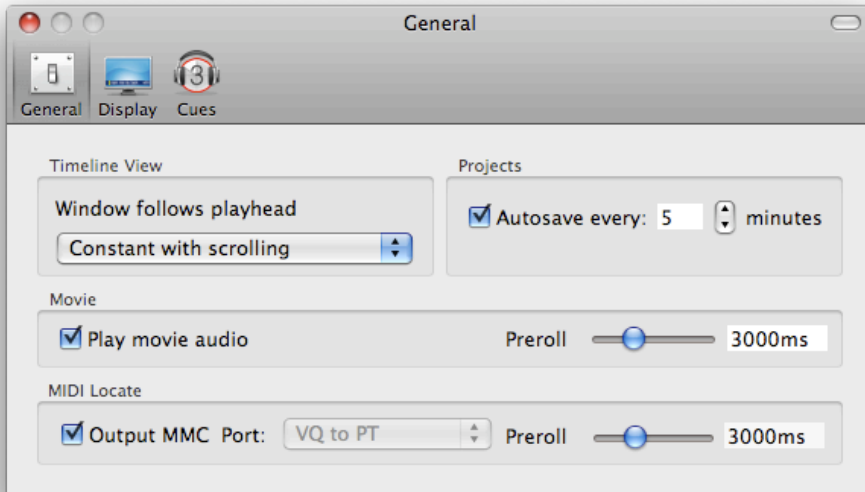 General
General Display Cues
3
Timeline View
Window follows playhead
Constant with scrolling
Projects
Autosave every: 5 minutes
Movie
Play movie audio Preroll 3000ms
MIDI Locate
Output MMC Port: VQ to PT Preroll 3000ms